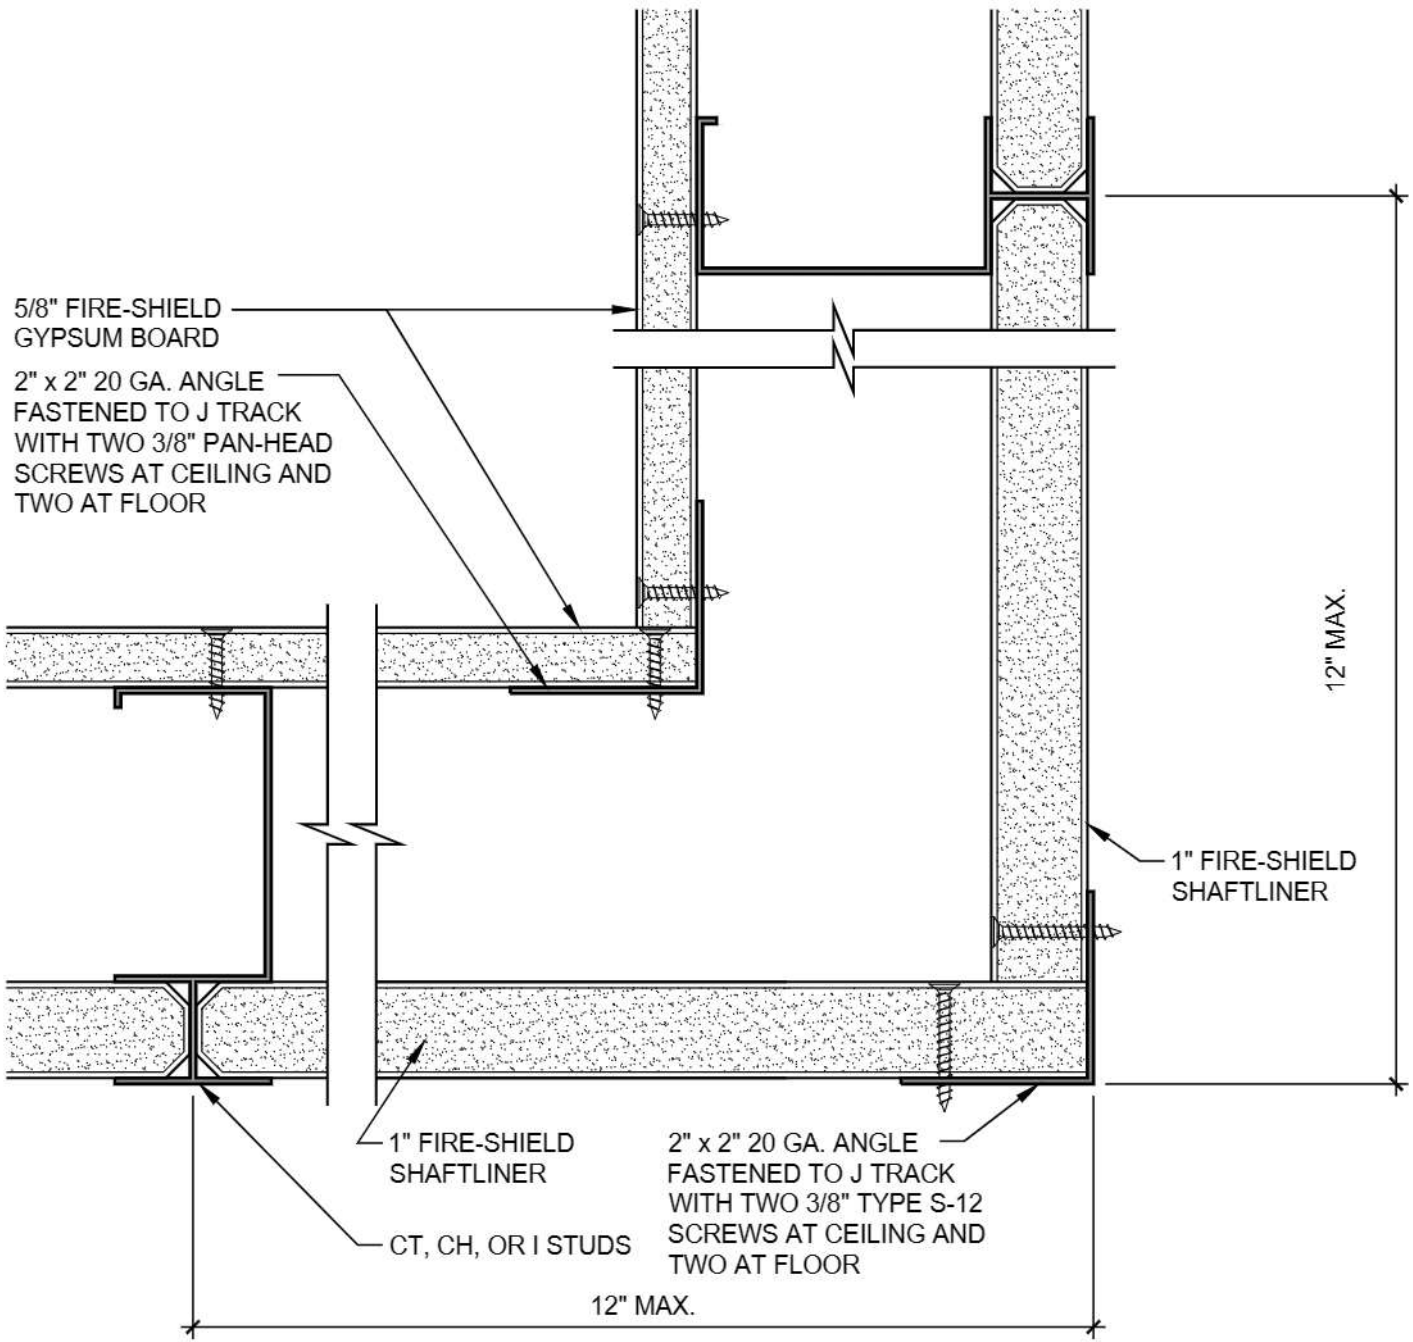 5/8" FIRE-SHIELD
GYPSUM BOARD
2" x 2" 20 GA. ANGLE
FASTENED TO J TRACK
WITH TWO 3/8" PAN-HEAD
SCREWS AT CEILING AND
TWO AT FLOOR
12" MAX.
1" FIRE-SHIELD
SHAFTLINER
1" FIRE-SHIELD
SHAFTLINER
CT, CH, OR I STUDS
2" x 2" 20 GA. ANGLE
FASTENED TO J TRACK
WITH TWO 3/8" TYPE S-12
SCREWS AT CEILING AND
TWO AT FLOOR
12" MAX.